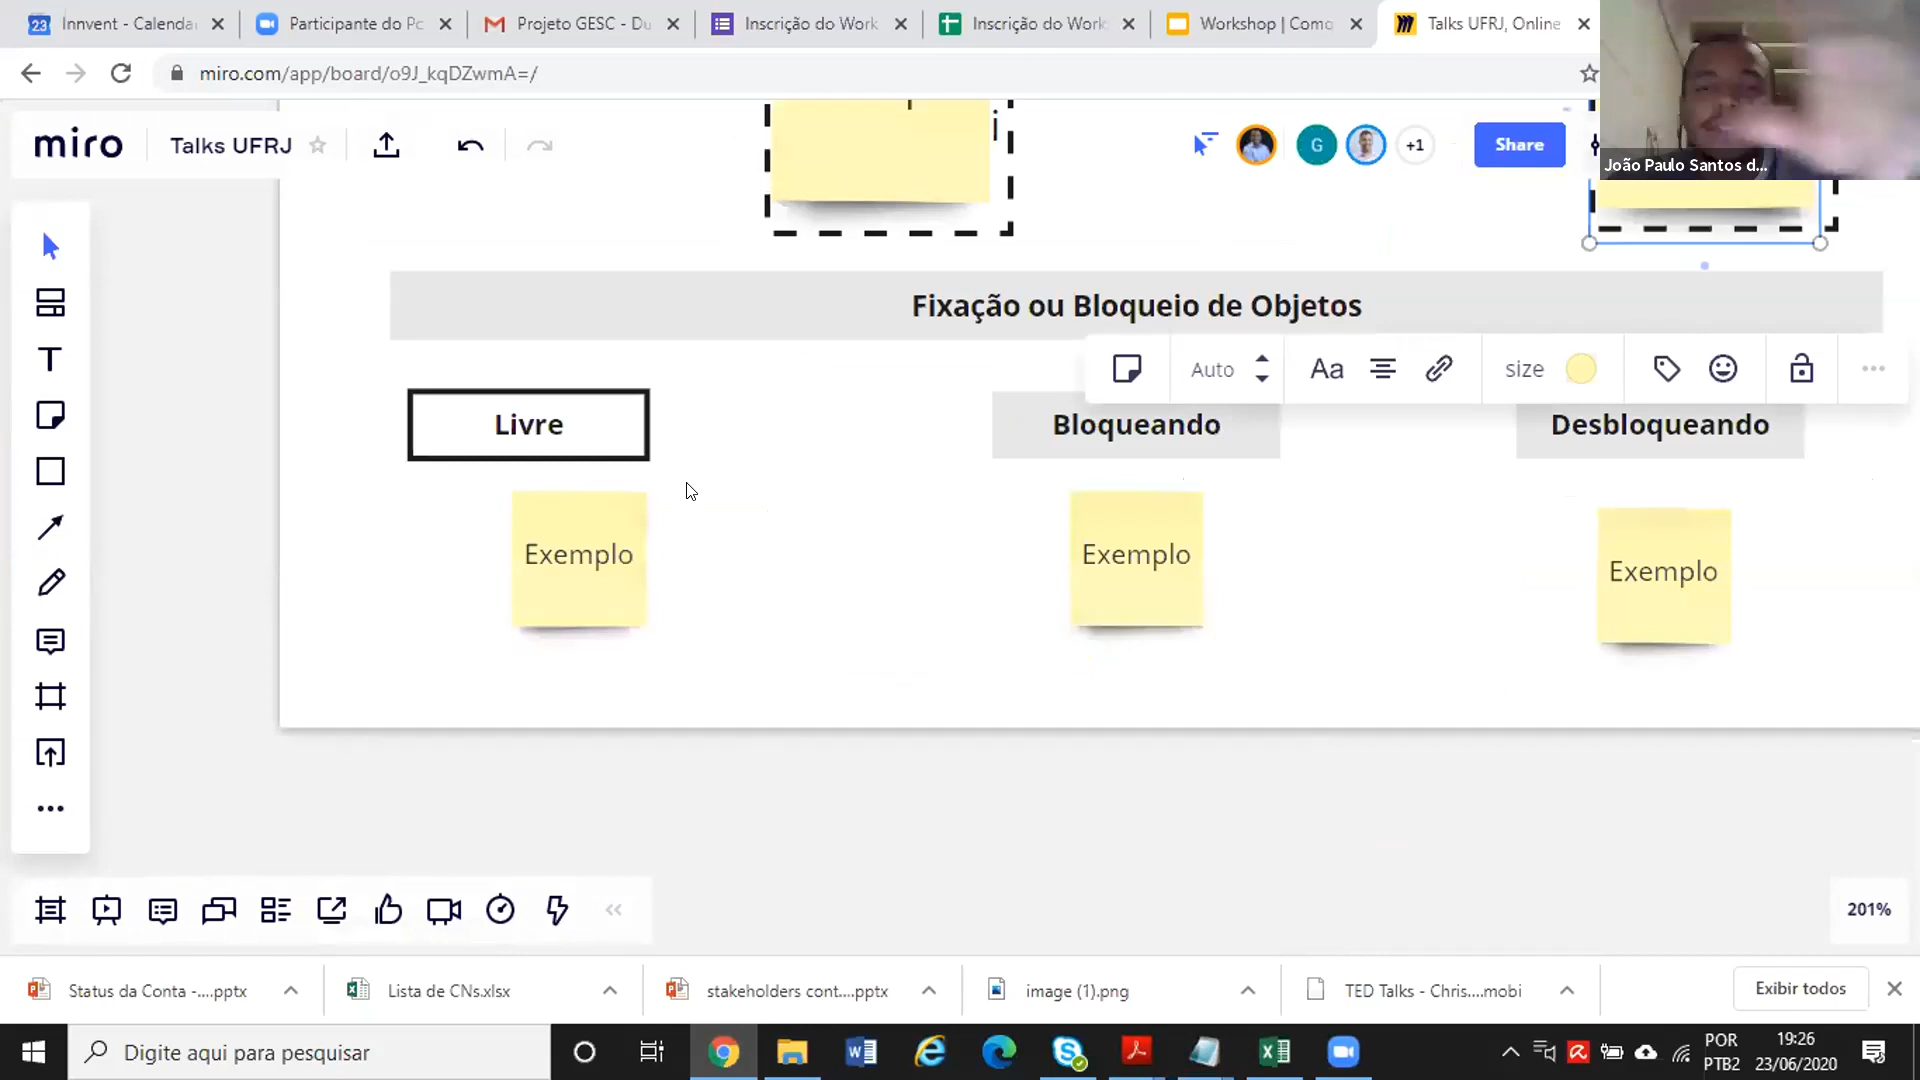 23
Innvent - Calenda
Participante do Pc
Projeto GESC - Du
Inscrição do Work
Inscrição do Work
Workshop | Como
Talks UFRJ, Online
miro.com/app/board/o9J_kqDZwmA=/
miro
Talks UFRJ
G
+1
Share
João Paulo Santos d...
Fixação ou Bloqueio de Objetos
Auto
Aa
size
Livre
Bloqueando
Desbloqueando
Exemplo
Exemplo
Exemplo
201%
Status da Conta -....pptx
Lista de CNs.xlsx
stakeholders cont....pptx
image (1).png
TED Talks - Chris....mobi
Exibir todos
Digite aqui para pesquisar
POR
PTB2
19:26
23/06/2020